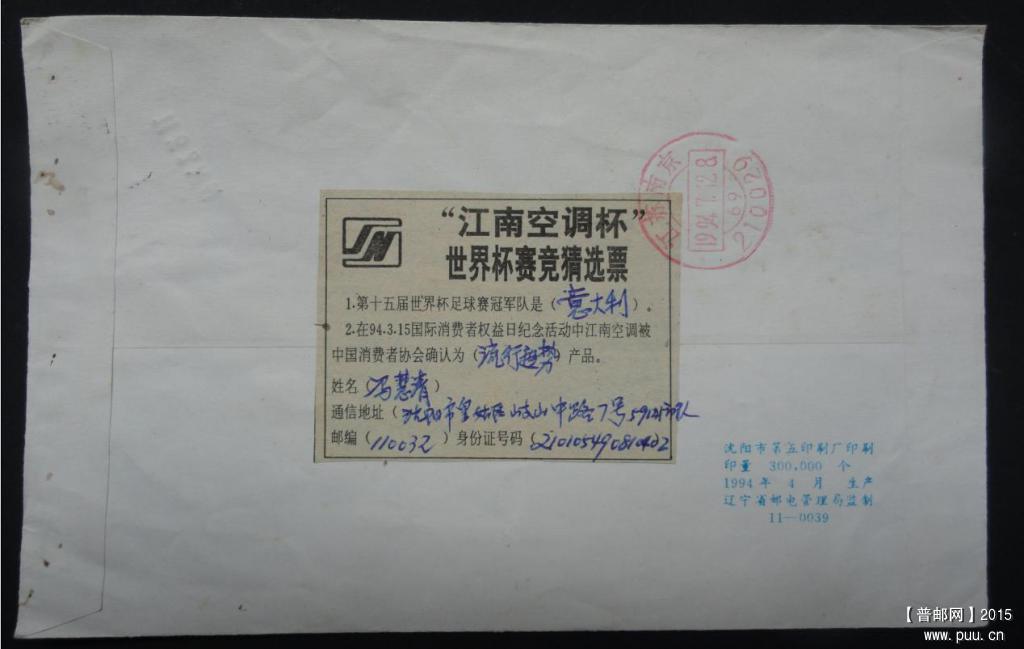 “江南空调杯”
世界杯赛竞猜选票
1.第十五届世界杯足球赛冠军队是（意大利）。
2.在94.3.15国际消费者权益日纪念活动中江南空调被
中国消费者协会确认为（流行趋势）产品。
姓名（冯慧清）
通信地址（沈阳市皇姑区岐山中路7号
邮编（110032）身份证号码（210105490810402
210029
1994.7.12.8
沈阳市第五印刷厂印刷
印量 300,000 个
1994 年 4 月 生产
辽宁省邮电管理局监制
11—0039
【普邮网】2015
www.puu.cn